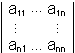 a₁₁ ... a₁ₙ
⋮ ⋮
aₙ₁ ... aₙₙ